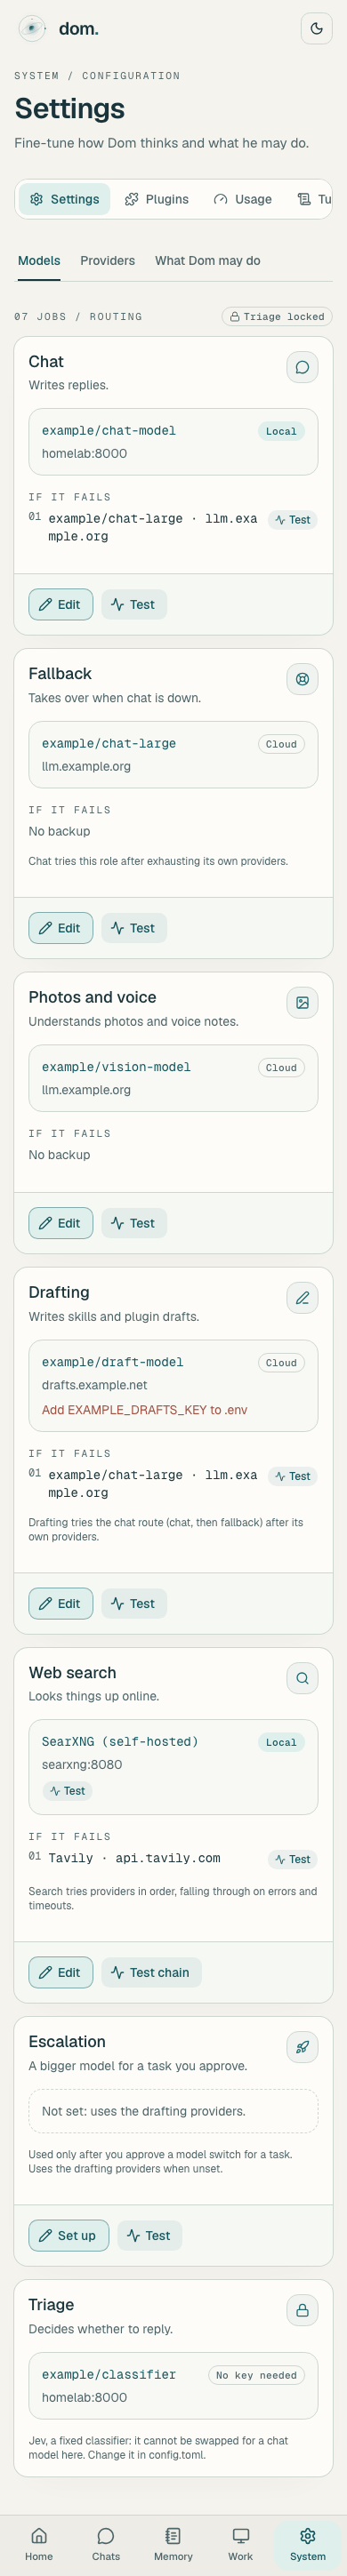 dom.
SYSTEM / CONFIGURATION
Settings
Fine-tune how Dom thinks and what he may do.
Settings Plugins Usage Tu
Models Providers What Dom may do
07 JOBS / ROUTING Triage locked
Chat
Writes replies.
example/chat-model Local
homelab:8000
IF IT FAILS
01 example/chat-large · llm.exa Test
mple.org
Edit Test
Fallback
Takes over when chat is down.
example/chat-large Cloud
llm.example.org
IF IT FAILS
No backup
Chat tries this role after exhausting its own providers.
Edit Test
Photos and voice
Understands photos and voice notes.
example/vision-model Cloud
llm.example.org
IF IT FAILS
No backup
Edit Test
Drafting
Writes skills and plugin drafts.
example/draft-model Cloud
drafts.example.net
Add EXAMPLE_DRAFTS_KEY to .env
IF IT FAILS
01 example/chat-large · llm.exa Test
mple.org
Drafting tries the chat route (chat, then fallback) after its
own providers.
Edit Test
Web search
Looks things up online.
SearXNG (self-hosted) Local
searxng:8080
Test
IF IT FAILS
01 Tavily · api.tavily.com Test
Search tries providers in order, falling through on errors and
timeouts.
Edit Test chain
Escalation
A bigger model for a task you approve.
Not set: uses the drafting providers.
Used only after you approve a model switch for a task.
Uses the drafting providers when unset.
Set up Test
Triage
Decides whether to reply.
example/classifier No key needed
homelab:8000
Jev, a fixed classifier: it cannot be swapped for a chat
model here. Change it in config.toml.
Home Chats Memory Work System